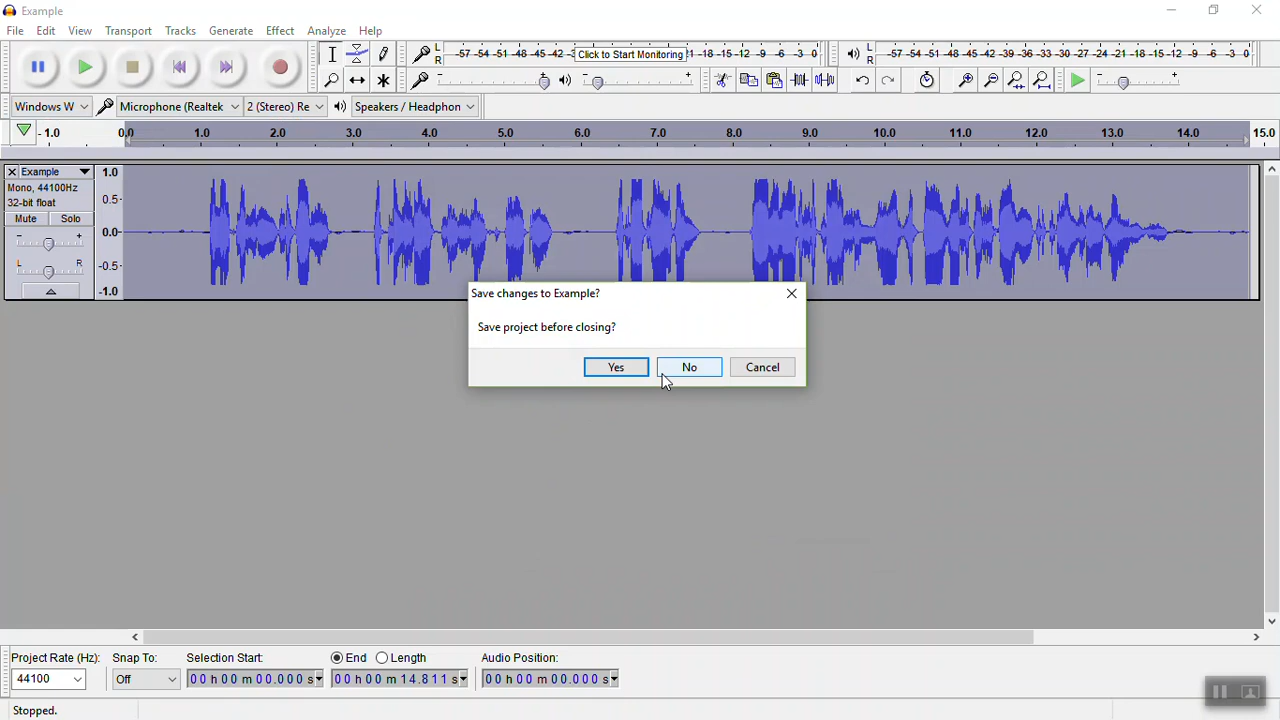 Example
File Edit View Transport Tracks Generate Effect Analyze Help
L R -57 -54 -51 -48 -45 -42 -3 Click to Start Monitoring -21 -18 -15 -12 -9 -6 -3 0
L R -57 -54 -51 -48 -45 -42 -39 -36 -33 -30 -27 -24 -21 -18 -15 -12 -9 -6 -3 0
Windows W Microphone (Realtek 2 (Stereo) Re Speakers / Headphon
- 1.0 0.0 1.0 2.0 3.0 4.0 5.0 6.0 7.0 8.0 9.0 10.0 11.0 12.0 13.0 14.0 15.0
Example
Mono, 44100Hz
32-bit float
Mute Solo
- +
L R
1.0
0.5
0.0
-0.5
-1.0
Save changes to Example?
Save project before closing?
Yes No Cancel
Project Rate (Hz): Snap To: Selection Start: End Length Audio Position:
44100 Off 00 h 00 m 00.000 s 00 h 00 m 14.811 s 00 h 00 m 00.000 s
Stopped.